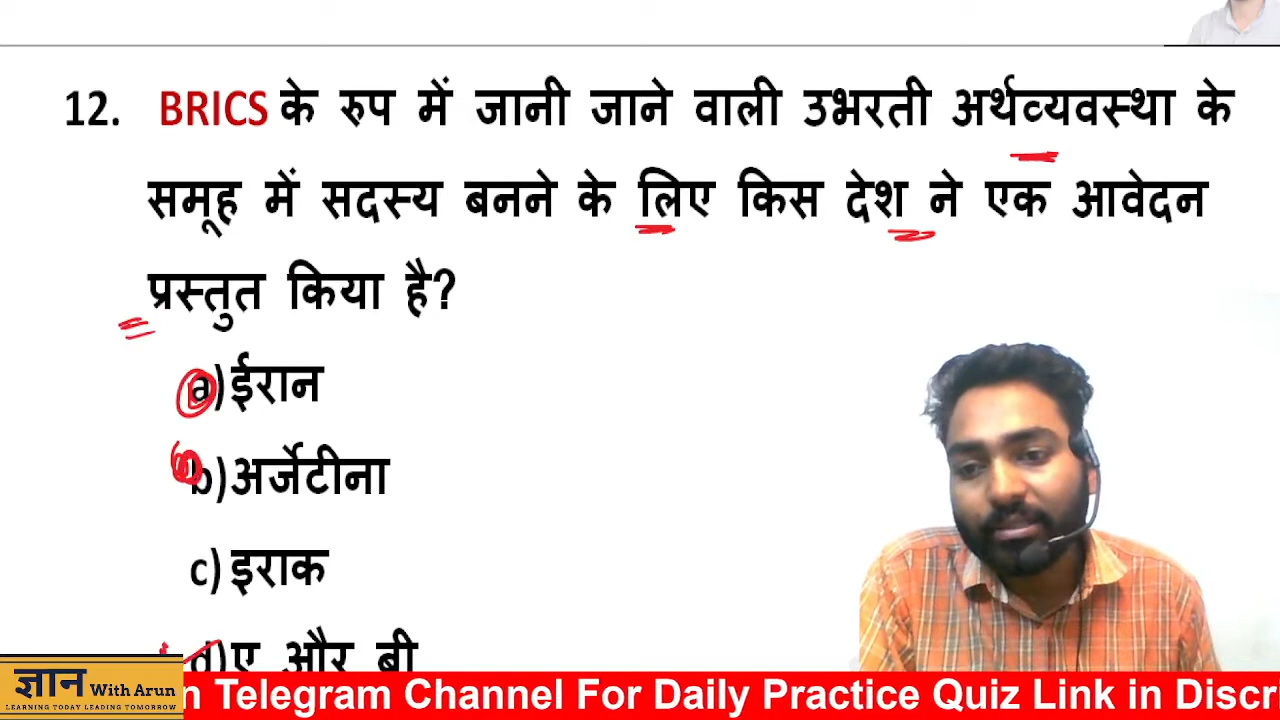 12. BRICS के रुप में जानी जाने वाली उभरती अर्थव्यवस्था के
समूह में सदस्य बनने के लिए किस देश ने एक आवेदन
प्रस्तुत किया है?
a) ईरान
b) अर्जेटीना
c) इराक
d) ए और बी
ज्ञान With Arun
LEARNING TODAY LEADING TOMORROW
n Telegram Channel For Daily Practice Quiz Link in Discri